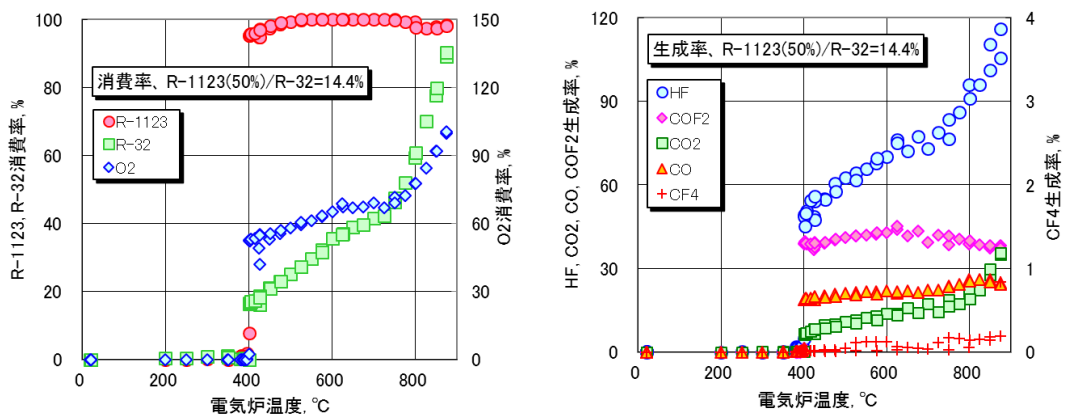 消費率、R-1123(50%)/R-32=14.4%
R-1123
R-32
O2
R-1123, R-32消費率, %
100
80
60
40
20
0
O2消費率, %
150
120
90
60
30
0
0
200
400
600
800
電気炉温度, ℃
生成率、R-1123(50%)/R-32=14.4%
HF
COF2
CO2
CO
CF4
HF, CO2, CO, COF2生成率, %
120
90
60
30
0
CF4生成率, %
4
3
2
1
0
0
200
400
600
800
電気炉温度, ℃